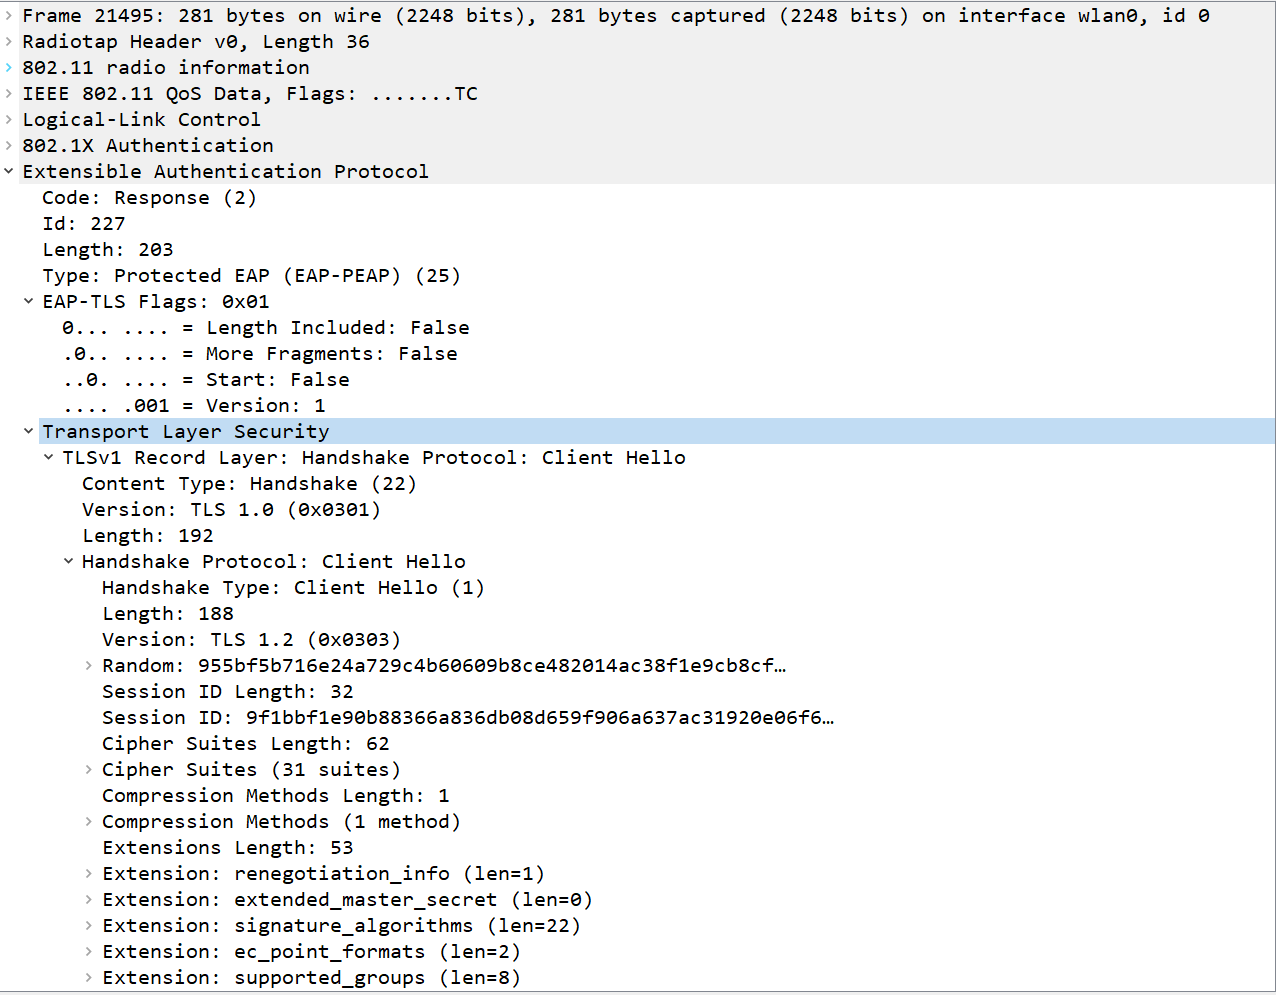 Frame 21495: 281 bytes on wire (2248 bits), 281 bytes captured (2248 bits) on interface wlan0, id 0
Radiotap Header v0, Length 36
802.11 radio information
IEEE 802.11 QoS Data, Flags: .......TC
Logical-Link Control
802.1X Authentication
Extensible Authentication Protocol
Code: Response (2)
Id: 227
Length: 203
Type: Protected EAP (EAP-PEAP) (25)
EAP-TLS Flags: 0x01
0... .... = Length Included: False
.0.. .... = More Fragments: False
..0. .... = Start: False
.... .001 = Version: 1
Transport Layer Security
TLSv1 Record Layer: Handshake Protocol: Client Hello
Content Type: Handshake (22)
Version: TLS 1.0 (0x0301)
Length: 192
Handshake Protocol: Client Hello
Handshake Type: Client Hello (1)
Length: 188
Version: TLS 1.2 (0x0303)
Random: 955bf5b716e24a729c4b60609b8ce482014ac38f1e9cb8cf…
Session ID Length: 32
Session ID: 9f1bbf1e90b88366a836db08d659f906a637ac31920e06f6…
Cipher Suites Length: 62
Cipher Suites (31 suites)
Compression Methods Length: 1
Compression Methods (1 method)
Extensions Length: 53
Extension: renegotiation_info (len=1)
Extension: extended_master_secret (len=0)
Extension: signature_algorithms (len=22)
Extension: ec_point_formats (len=2)
Extension: supported_groups (len=8)